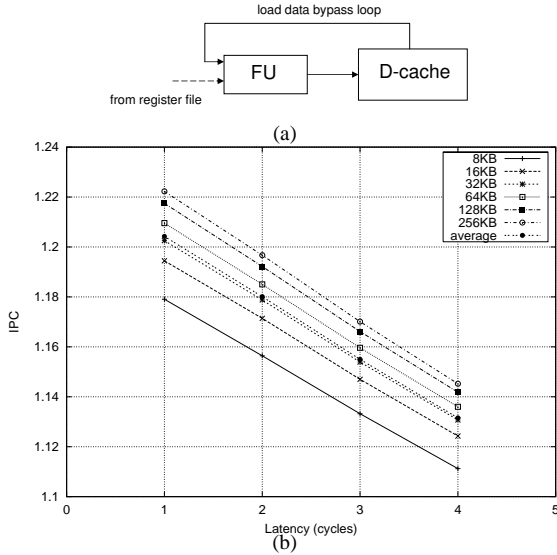 load data bypass loop
FU
D-cache
from register file
(a)
1.24
1.22
1.2
1.18
1.16
1.14
1.12
1.1
IPC
8KB
16KB
32KB
64KB
128KB
256KB
average
0 1 2 3 4 5
Latency (cycles)
(b)